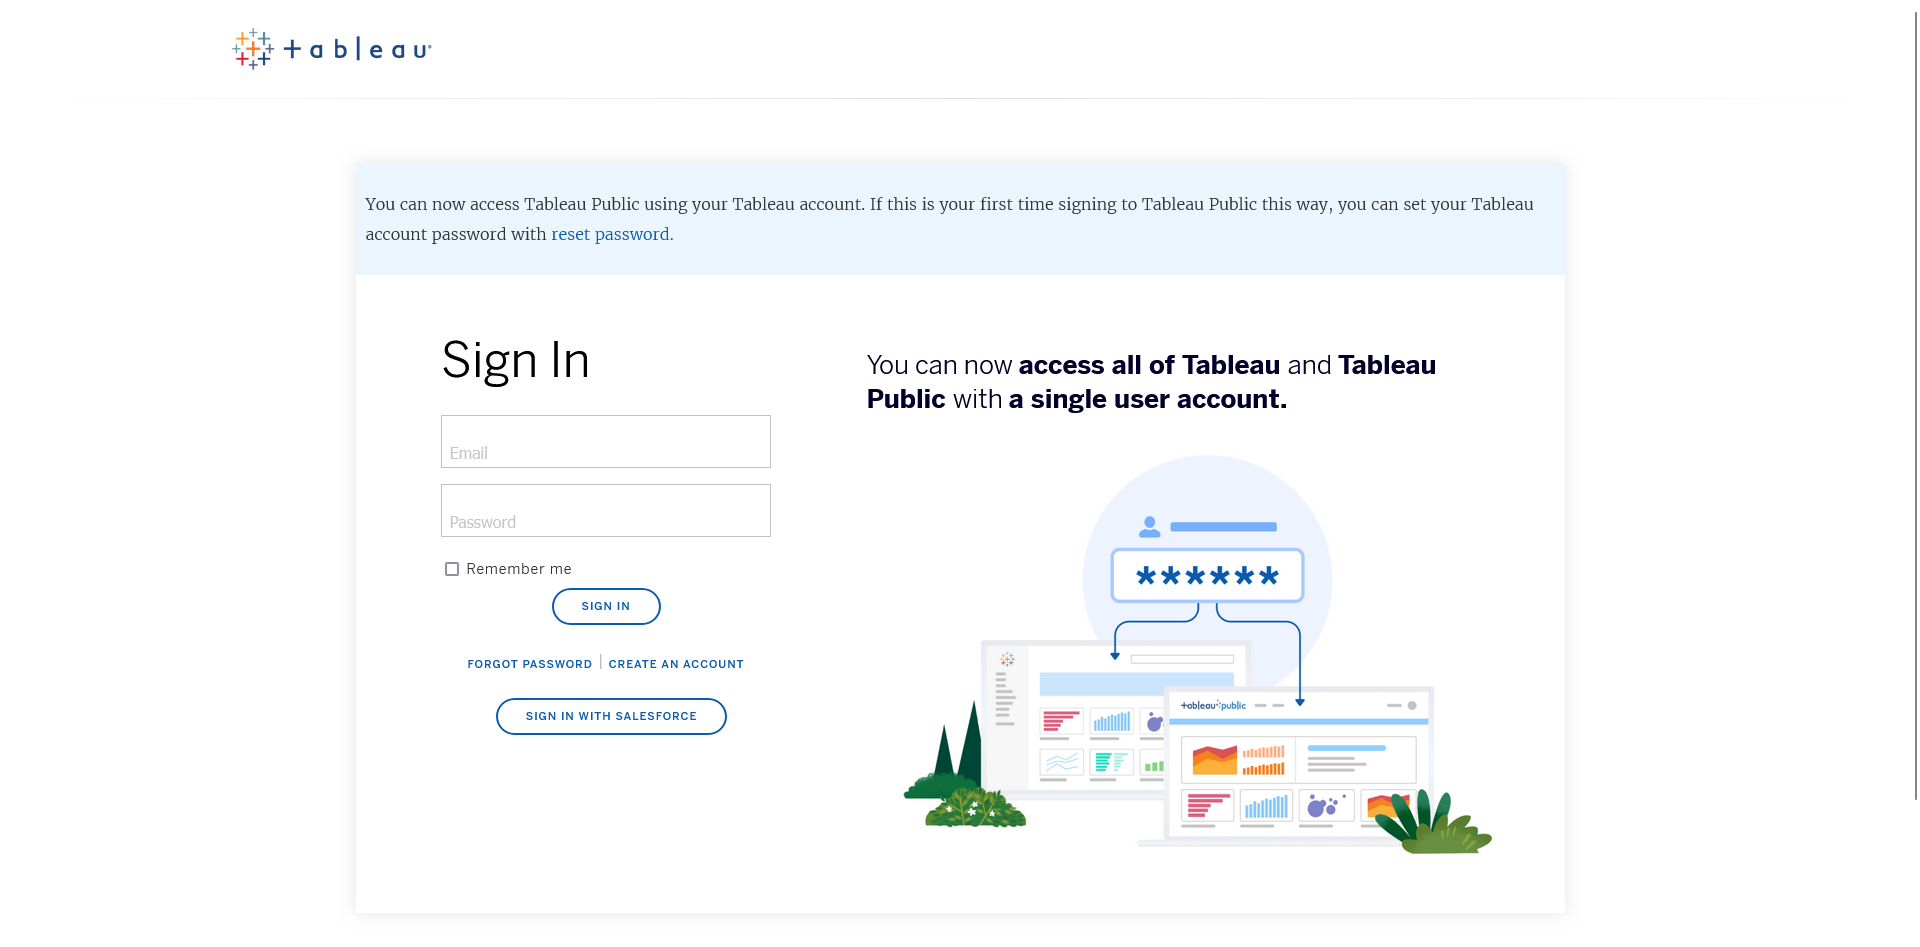 tableau
You can now access Tableau Public using your Tableau account. If this is your first time signing to Tableau Public this way, you can set your Tableau
account password with reset password.
Sign In
Email
Password
Remember me
SIGN IN
FORGOT PASSWORD | CREATE AN ACCOUNT
SIGN IN WITH SALESFORCE
You can now access all of Tableau and Tableau
Public with a single user account.
******
tableau public